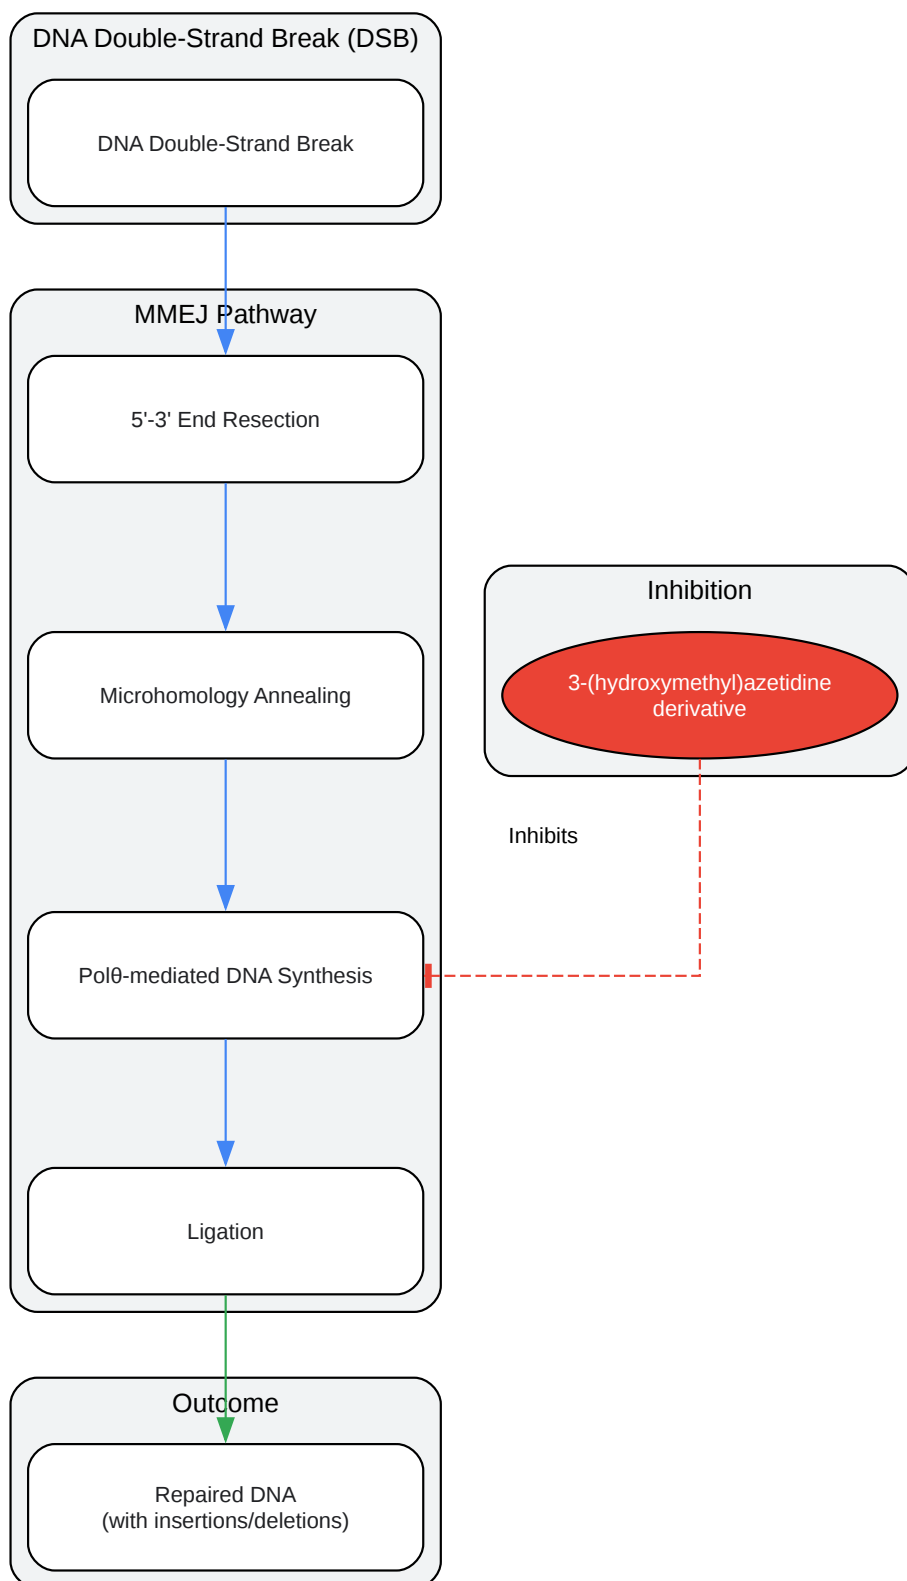 DNA Double-Strand Break (DSB)
DNA Double-Strand Break
MMEJ Pathway
5'-3' End Resection
Microhomology Annealing
Inhibition
3-(hydroxymethyl)azetidine
derivative
Inhibits
Polθ-mediated DNA Synthesis
Ligation
Outcome
Repaired DNA
(with insertions/deletions)